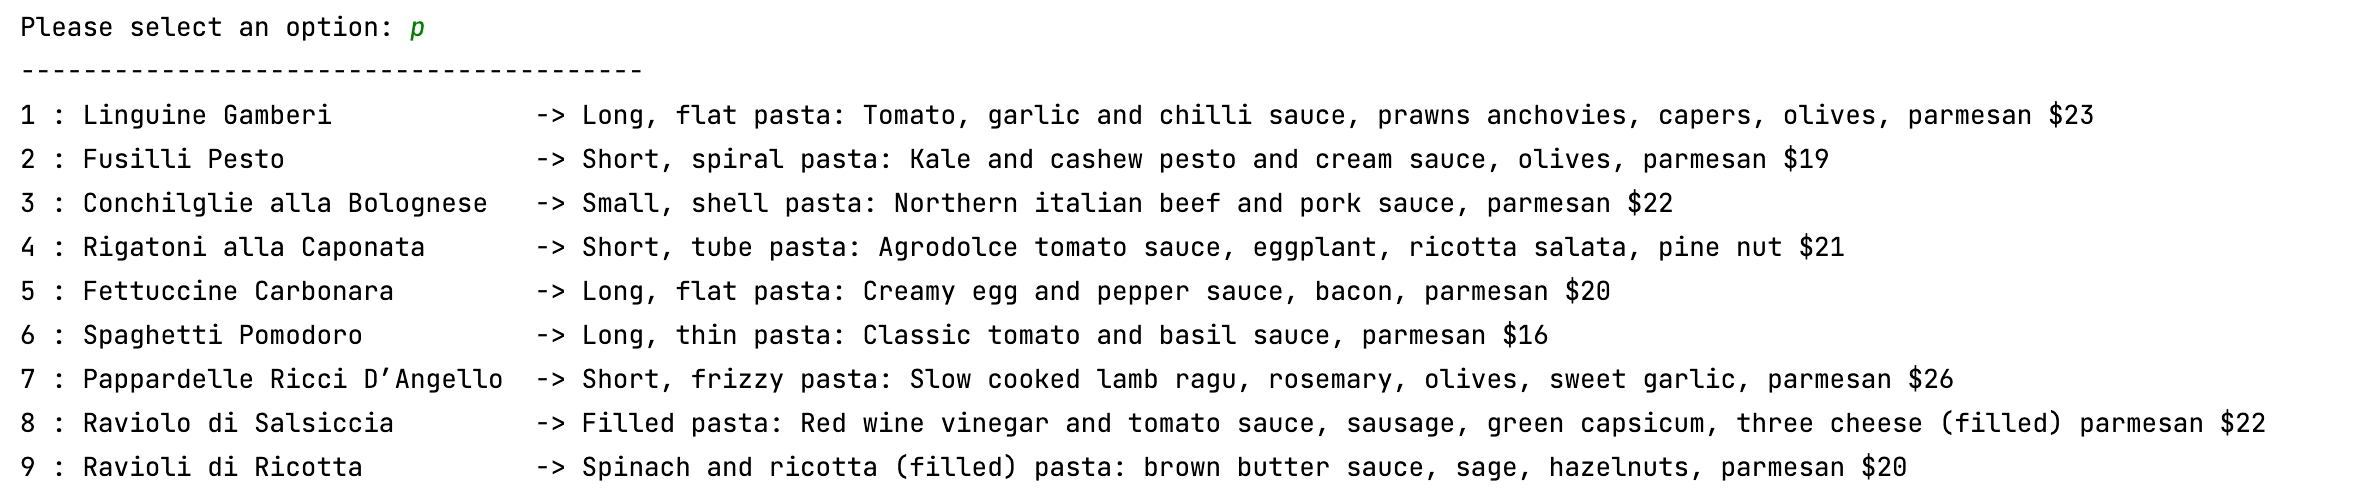 Please select an option: p
----------------------------------------
1 : Linguine Gamberi             -> Long, flat pasta: Tomato, garlic and chilli sauce, prawns anchovies, capers, olives, parmesan $23
2 : Fusilli Pesto                -> Short, spiral pasta: Kale and cashew pesto and cream sauce, olives, parmesan $19
3 : Conchilglie alla Bolognese   -> Small, shell pasta: Northern italian beef and pork sauce, parmesan $22
4 : Rigatoni alla Caponata       -> Short, tube pasta: Agrodolce tomato sauce, eggplant, ricotta salata, pine nut $21
5 : Fettuccine Carbonara         -> Long, flat pasta: Creamy egg and pepper sauce, bacon, parmesan $20
6 : Spaghetti Pomodoro           -> Long, thin pasta: Classic tomato and basil sauce, parmesan $16
7 : Pappardelle Ricci D’Angello  -> Short, frizzy pasta: Slow cooked lamb ragu, rosemary, olives, sweet garlic, parmesan $26
8 : Raviolo di Salsiccia         -> Filled pasta: Red wine vinegar and tomato sauce, sausage, green capsicum, three cheese (filled) parmesan $22
9 : Ravioli di Ricotta           -> Spinach and ricotta (filled) pasta: brown butter sauce, sage, hazelnuts, parmesan $20